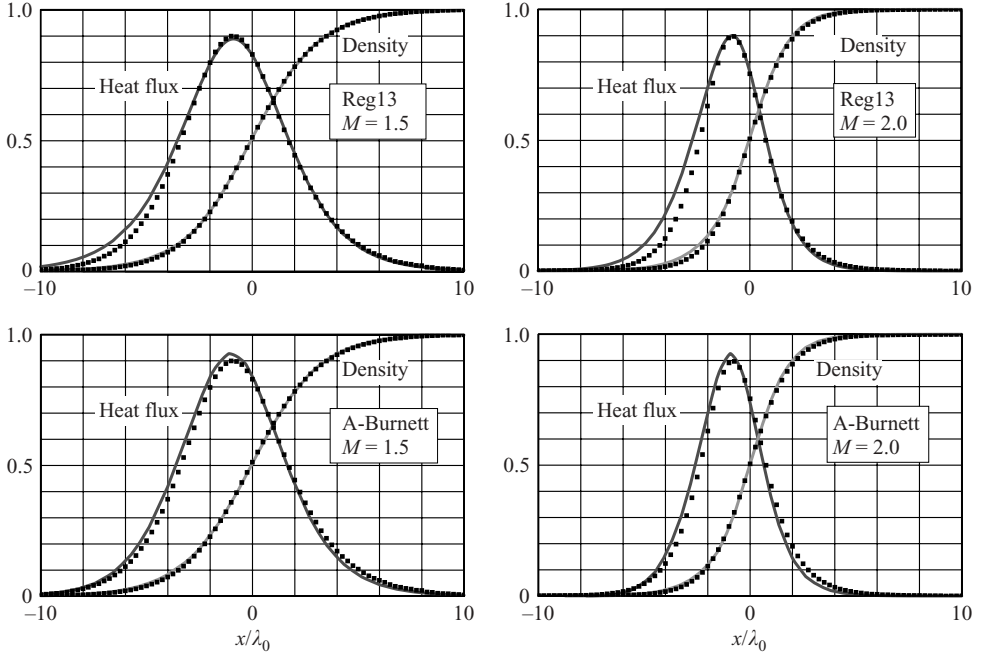 1.0
Density
Heat flux
Reg13
M = 1.5
0.5
0
–10
0
10
1.0
Density
Heat flux
Reg13
M = 2.0
0.5
0
–10
0
10
1.0
Density
Heat flux
A-Burnett
M = 1.5
0.5
0
–10
0
10
x/λ0
1.0
Density
Heat flux
A-Burnett
M = 2.0
0.5
0
–10
0
10
x/λ0